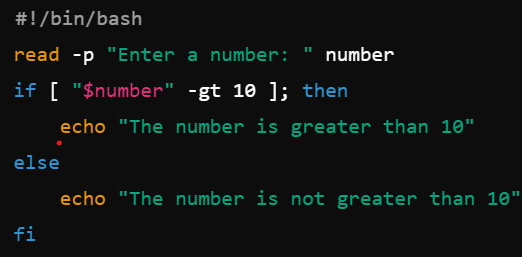 #!/bin/bash
read -p "Enter a number: " number
if [ "$number" -gt 10 ]; then
    echo "The number is greater than 10"
else
    echo "The number is not greater than 10"
fi